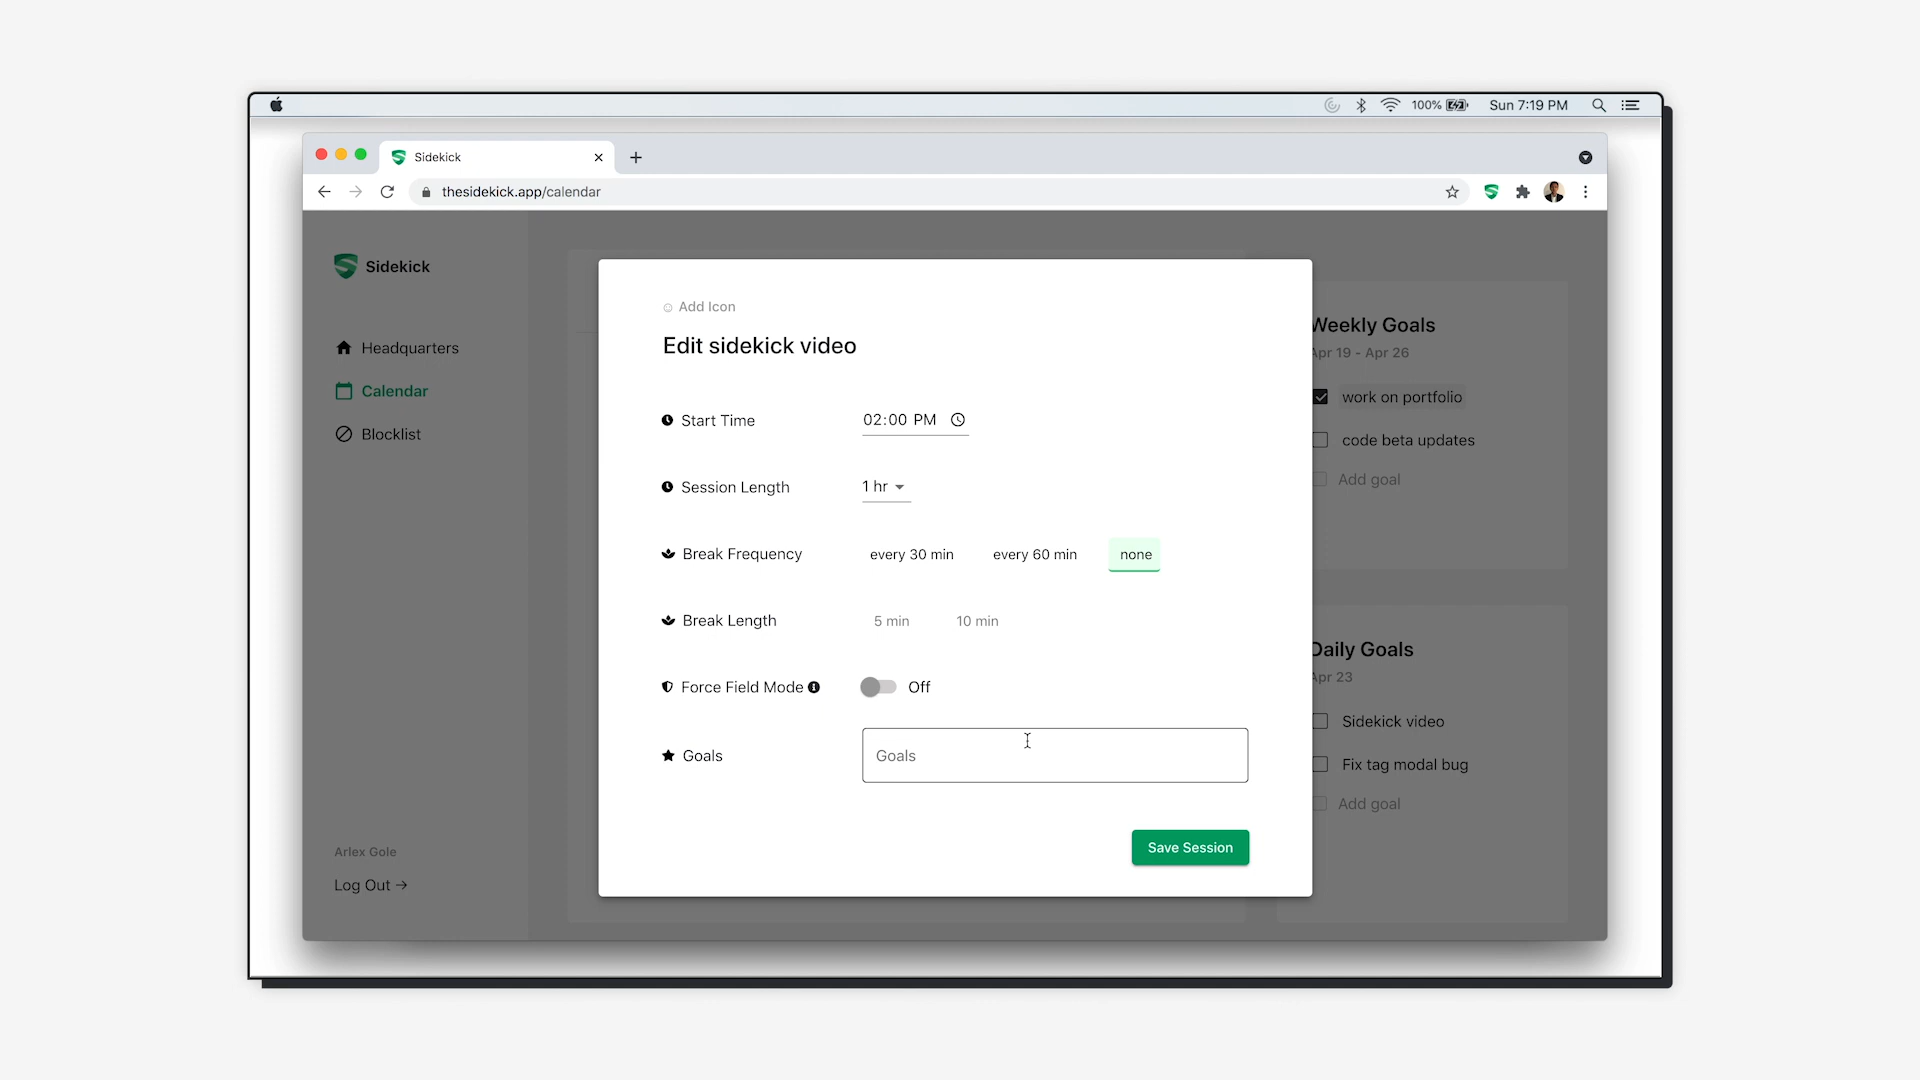 100%
Sun 7:19 PM
Sidekick
thesidekick.app/calendar
Sidekick
Headquarters
Calendar
Blocklist
Arlex Gole
Log Out →
Add Icon
Edit sidekick video
Start Time 02:00 PM
Session Length 1 hr
Break Frequency every 30 min every 60 min none
Break Length 5 min 10 min
Force Field Mode Off
Goals Goals
Save Session
Weekly Goals
Apr 19 - Apr 26
work on portfolio
code beta updates
Add goal
Daily Goals
Apr 23
Sidekick video
Fix tag modal bug
Add goal